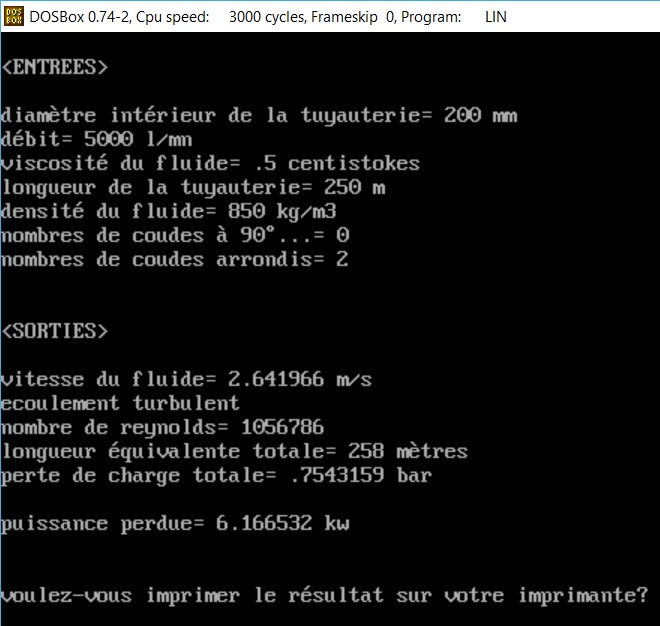 DOSBox 0.74-2, Cpu speed: 3000 cycles, Frameskip 0, Program: LIN
<ENTREES>
diamètre intérieur de la tuyauterie= 200 mm
débit= 5000 l/mn
viscosité du fluide= .5 centistokes
longueur de la tuyauterie= 250 m
densité du fluide= 850 kg/m3
nombres de coudes à 90°...= 0
nombres de coudes arrondis= 2
<SORTIES>
vitesse du fluide= 2.641966 m/s
ecoulement turbulent
nombre de reynolds= 1056786
longueur équivalente totale= 258 mètres
perte de charge totale= .7543159 bar
puissance perdue= 6.166532 kw
voulez-vous imprimer le résultat sur votre imprimante?